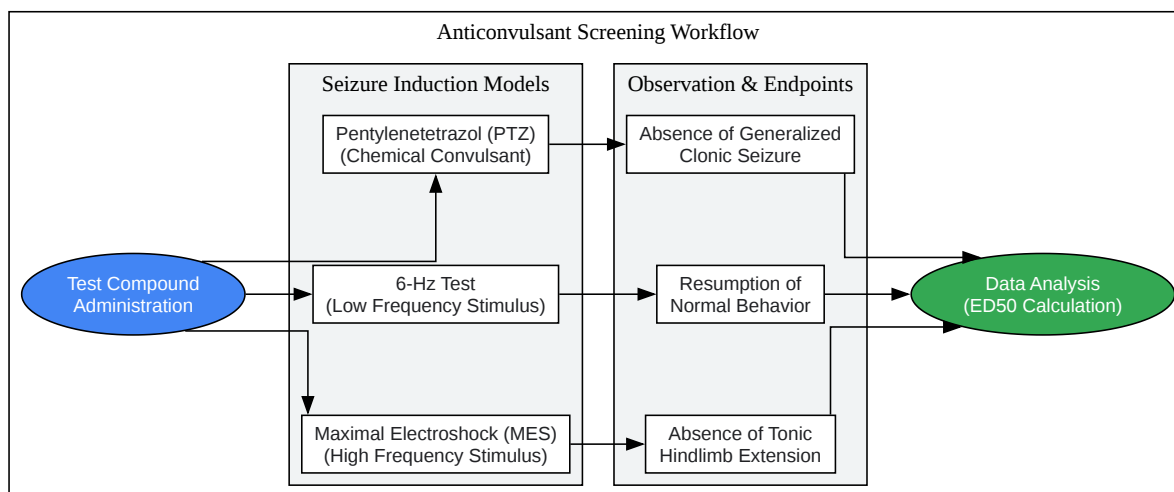 Anticonvulsant Screening Workflow
Seizure Induction Models
Observation & Endpoints
Pentylenetetrazol (PTZ)
(Chemical Convulsant)
Absence of Generalized
Clonic Seizure
Test Compound
Administration
6-Hz Test
(Low Frequency Stimulus)
Resumption of
Normal Behavior
Data Analysis
(ED50 Calculation)
Maximal Electroshock (MES)
(High Frequency Stimulus)
Absence of Tonic
Hindlimb Extension